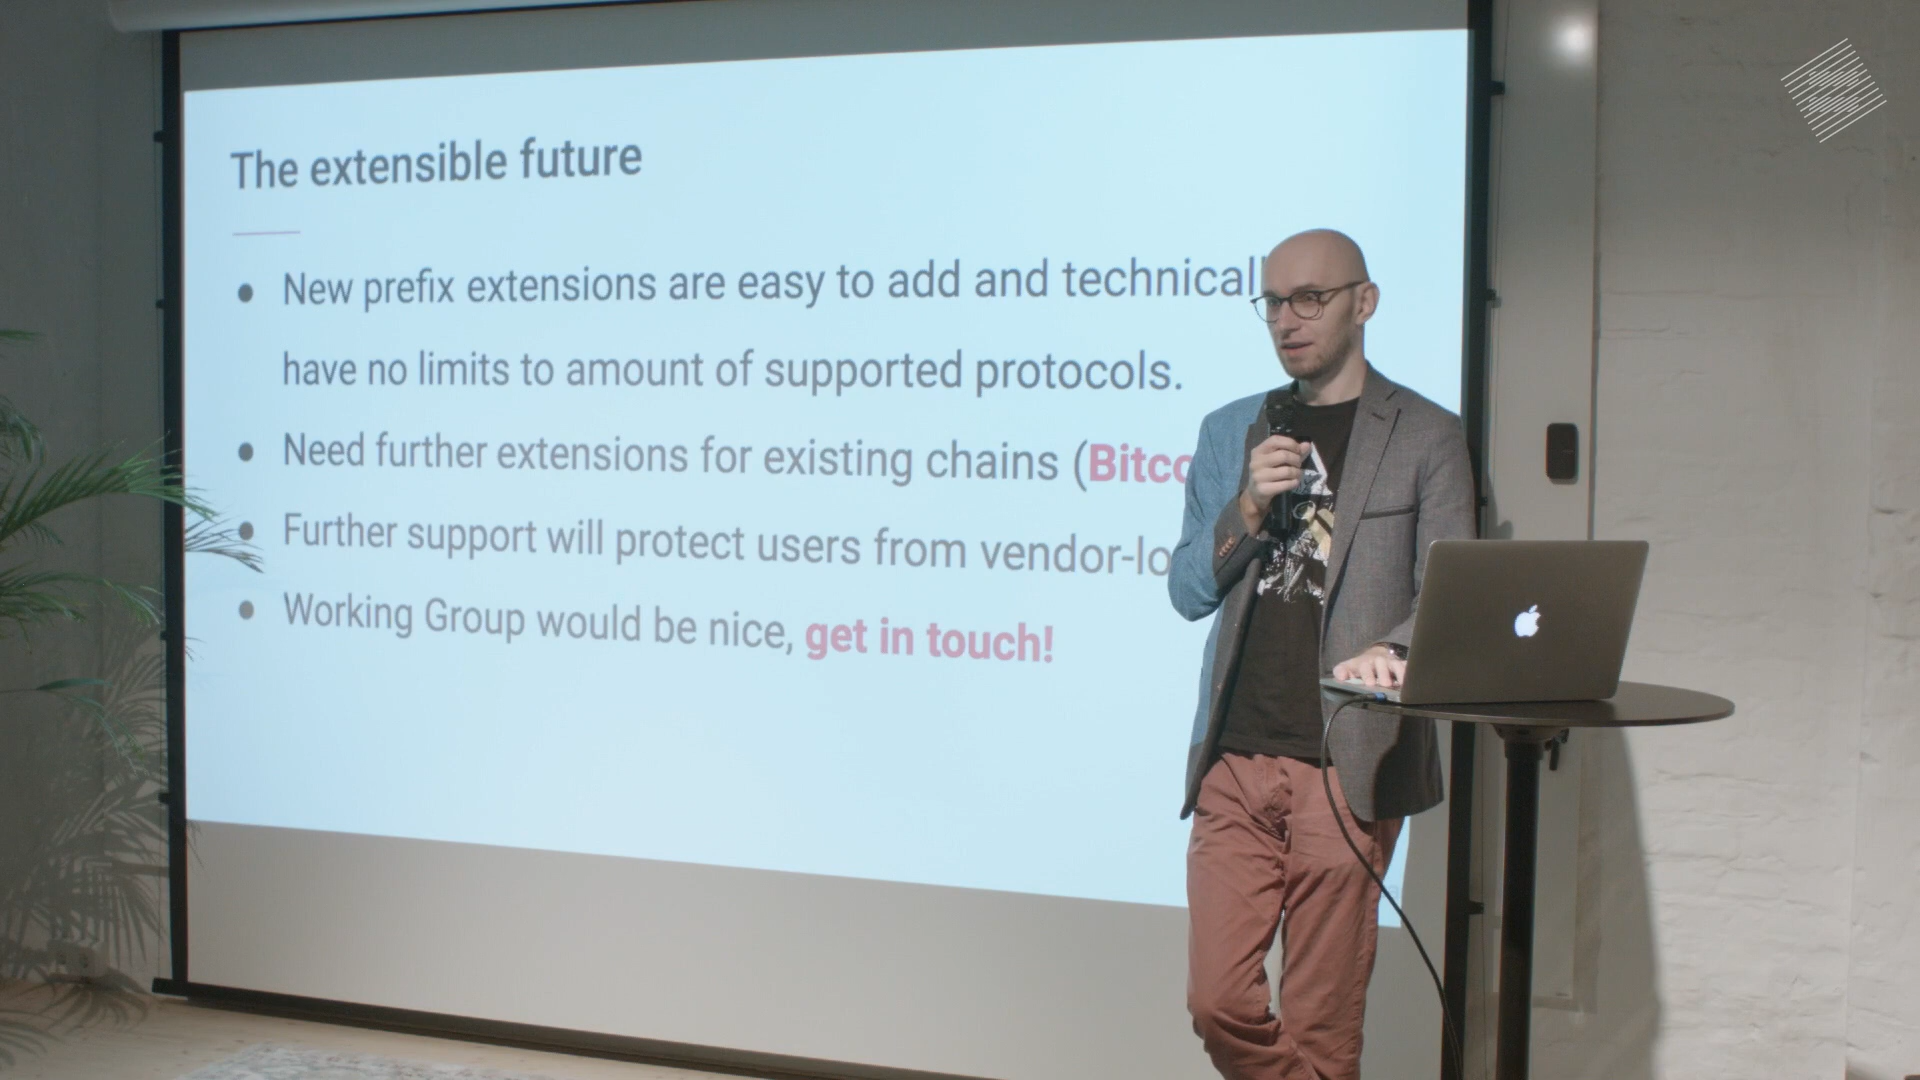 The extensible future
New prefix extensions are easy to add and technicall
have no limits to amount of supported protocols.
Need further extensions for existing chains (Bitco
Further support will protect users from vendor-lo
Working Group would be nice, get in touch!